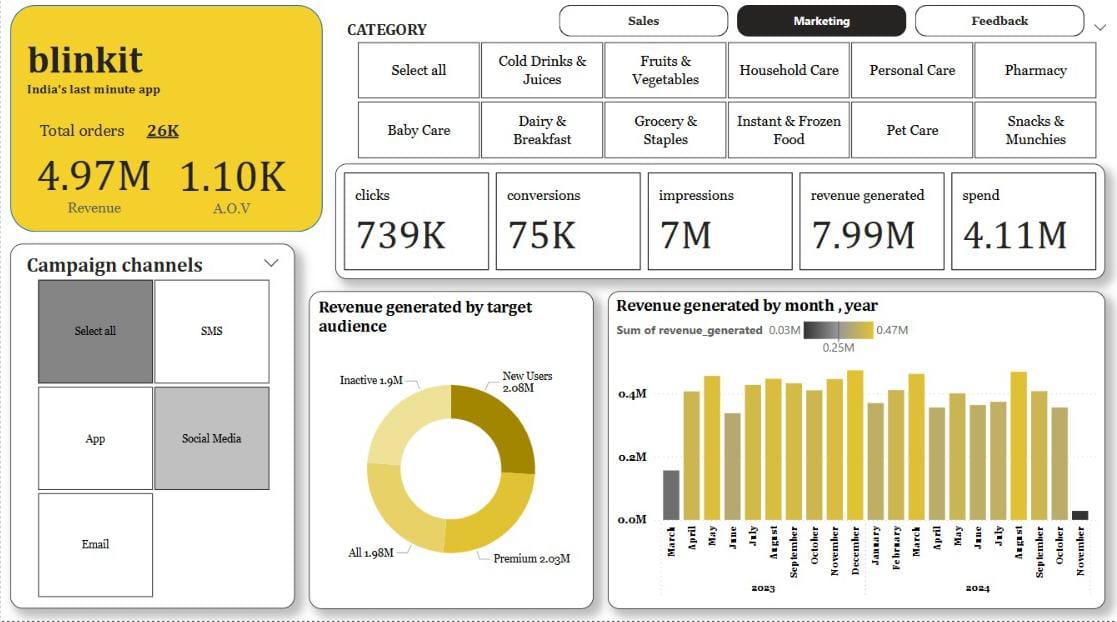 blinkit
India's last minute app
Total orders 26K
4.97M 1.10K
Revenue A.O.V
Sales
Marketing
Feedback
CATEGORY
Select all
Cold Drinks &
Juices
Fruits &
Vegetables
Household Care
Personal Care
Pharmacy
Baby Care
Dairy &
Breakfast
Grocery &
Staples
Instant & Frozen
Food
Pet Care
Snacks &
Munchies
clicks
739K
conversions
75K
impressions
7M
revenue generated
7.99M
spend
4.11M
Campaign channels
Select all
SMS
App
Social Media
Email
Revenue generated by target
audience
Inactive 1.9M
New Users
2.08M
All 1.98M
Premium 2.03M
Revenue generated by month , year
Sum of revenue_generated 0.03M 0.47M
0.25M
0.4M
0.2M
0.0M
March
April
May
June
July
August
September
October
November
December
January
February
March
April
May
June
July
August
September
October
November
2023
2024